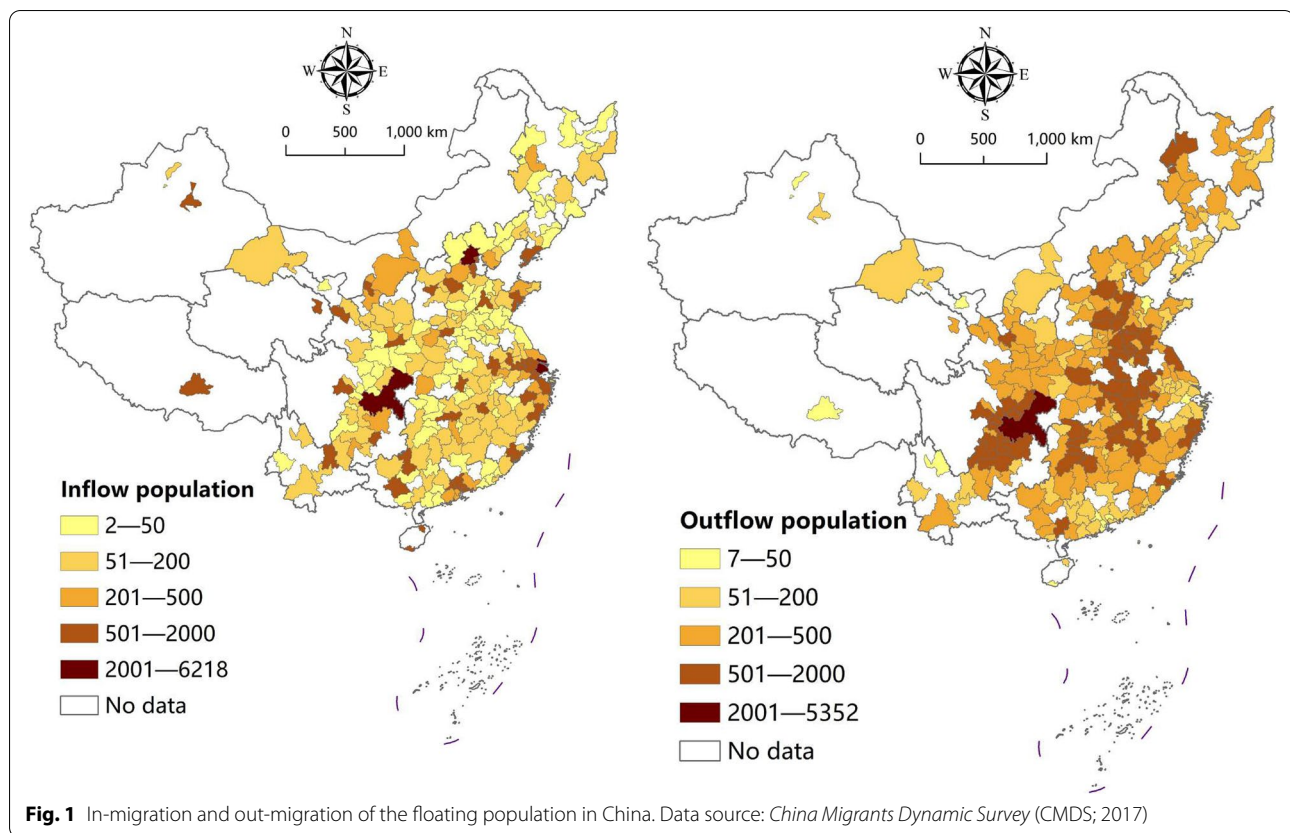 N
W E
S
0 500 1,000 km
Inflow population
2—50
51—200
201—500
501—2000
2001—6218
No data
N
W E
S
0 500 1,000 km
Outflow population
7—50
51—200
201—500
501—2000
2001—5352
No data
Fig. 1 In-migration and out-migration of the floating population in China. Data source: China Migrants Dynamic Survey (CMDS; 2017)